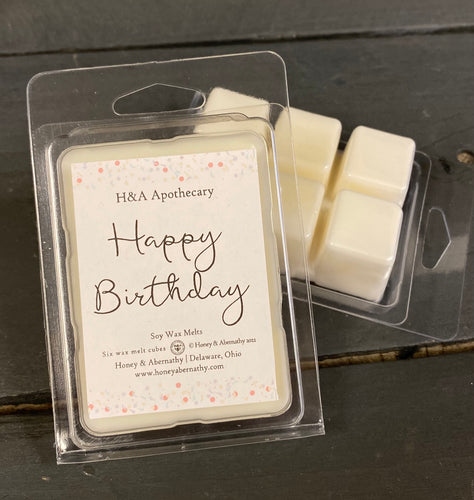 H&A Apothecary
Happy
Birthday
Soy Wax Melts
Six wax melt cubes © Honey & Abernathy 2021
Honey & Abernathy | Delaware, Ohio
www.honeyabernathy.com